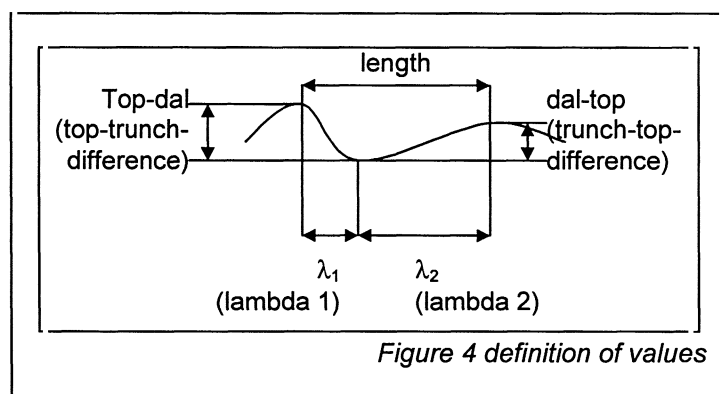 length
Top-dal
(top-trunch-
difference)
dal-top
(trunch-top-
difference)
λ1
(lambda 1)
λ2
(lambda 2)
Figure 4 definition of values